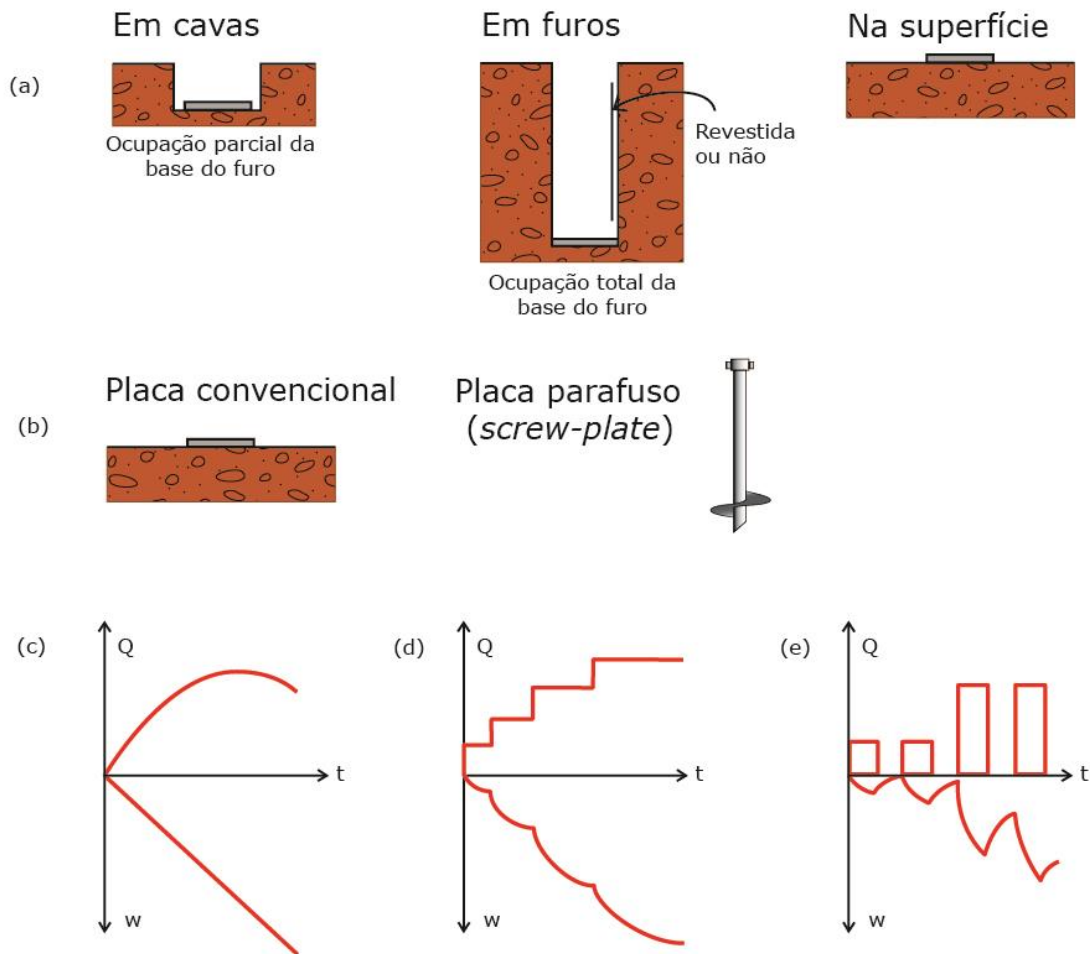 Em cavas
Em furos
Na superfície
(a)
Revestida
ou não
Ocupação parcial da
base do furo
Ocupação total da
base do furo
Placa convencional
Placa parafuso
(screw-plate)
(b)
(c)
Q
t
w
(d)
Q
t
w
(e)
Q
t
w